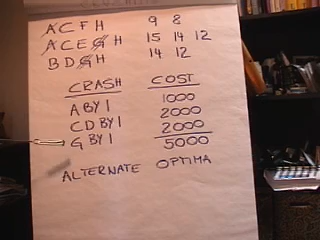 A C F H 9 8
A C E G H 15 14 12
B D G H 14 12
CRASH COST
A BY 1 1000
C D BY 1 2000
G BY 1 2000
5000
ALTERNATE OPTIMA